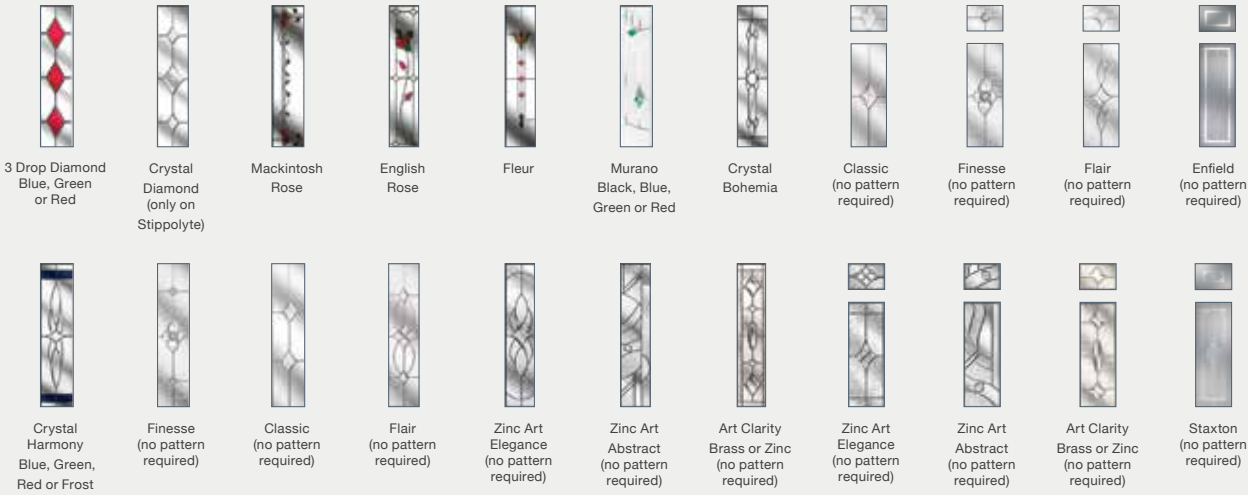 3 Drop Diamond
Blue, Green
or Red
Crystal
Diamond
(only on
Stippolyte)
Mackintosh
Rose
English
Rose
Fleur
Murano
Black, Blue,
Green or Red
Crystal
Bohemia
Classic
(no pattern
required)
Finesse
(no pattern
required)
Flair
(no pattern
required)
Enfield
(no pattern
required)
Crystal
Harmony
Blue, Green,
Red or Frost
Finesse
(no pattern
required)
Classic
(no pattern
required)
Flair
(no pattern
required)
Zinc Art
Elegance
(no pattern
required)
Zinc Art
Abstract
(no pattern
required)
Art Clarity
Brass or Zinc
(no pattern
required)
Zinc Art
Elegance
(no pattern
required)
Zinc Art
Abstract
(no pattern
required)
Art Clarity
Brass or Zinc
(no pattern
required)
Staxton
(no pattern
required)